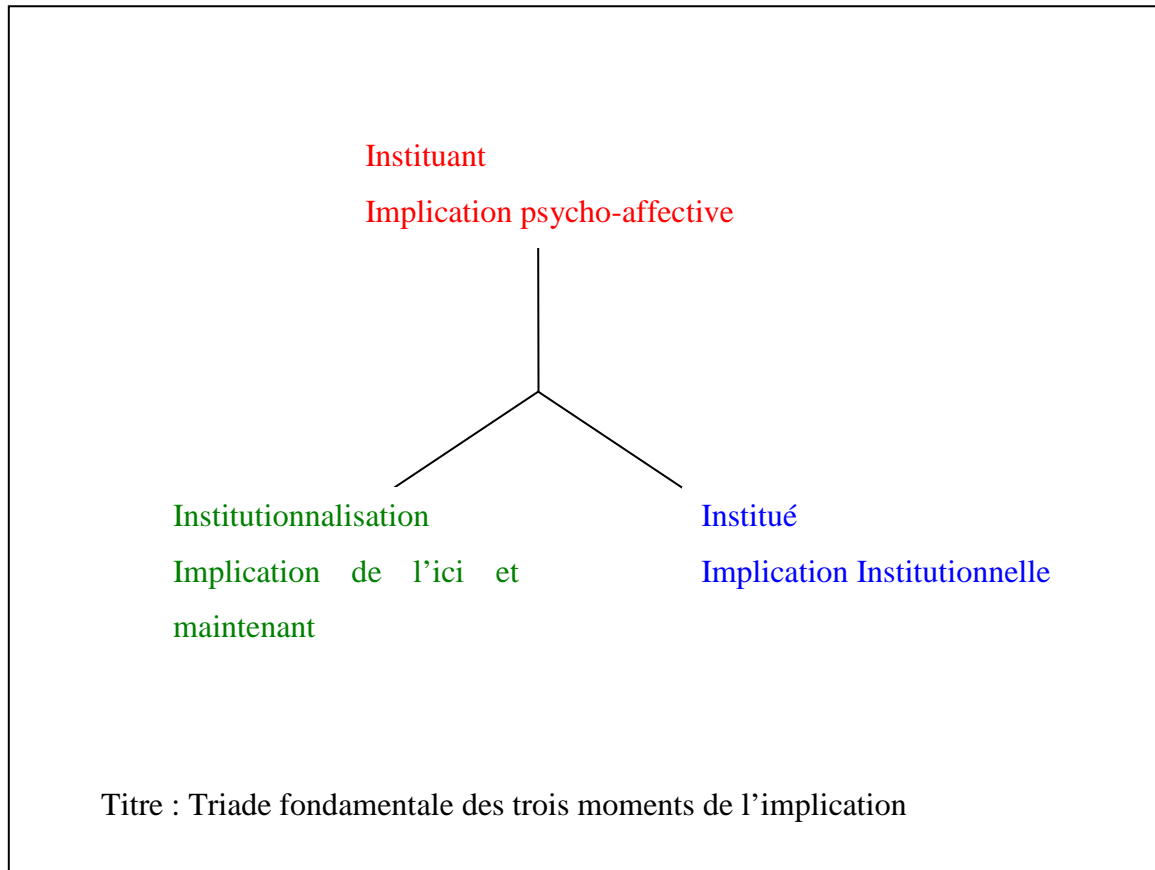 Instituant
Implication psycho-affective
Institutionnalisation
Implication de l’ici et
maintenant
Institué
Implication Institutionnelle
Titre : Triade fondamentale des trois moments de l’implication